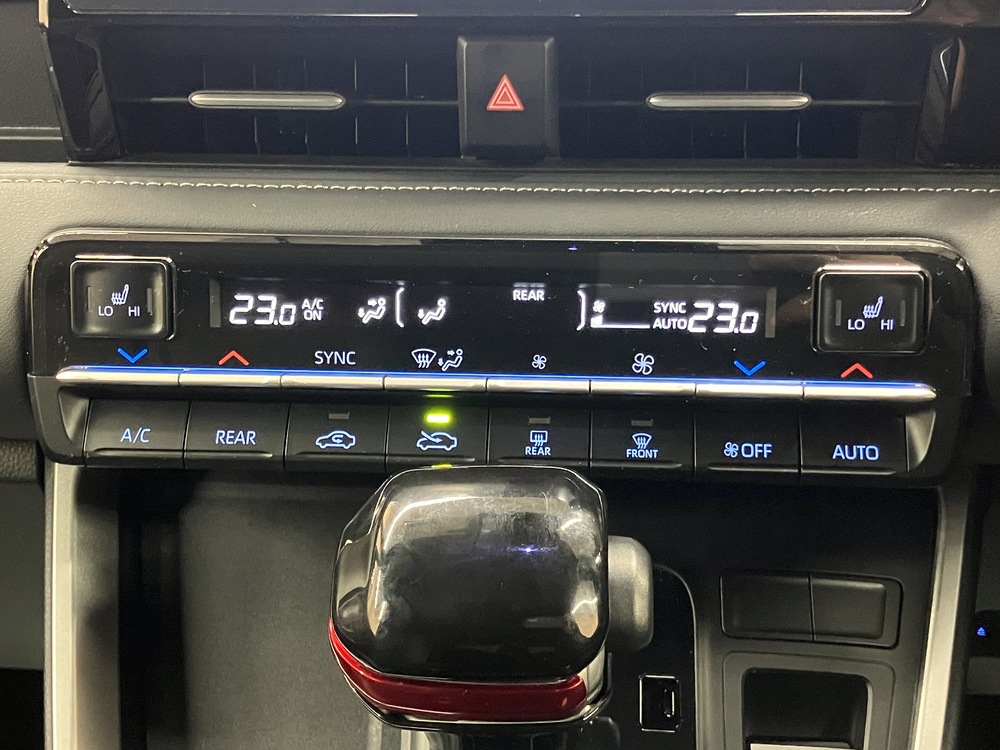 LO HI
23.0 A/C ON
REAR
SYNC AUTO 23.0
LO HI
SYNC
A/C
REAR
REAR
FRONT
OFF
AUTO